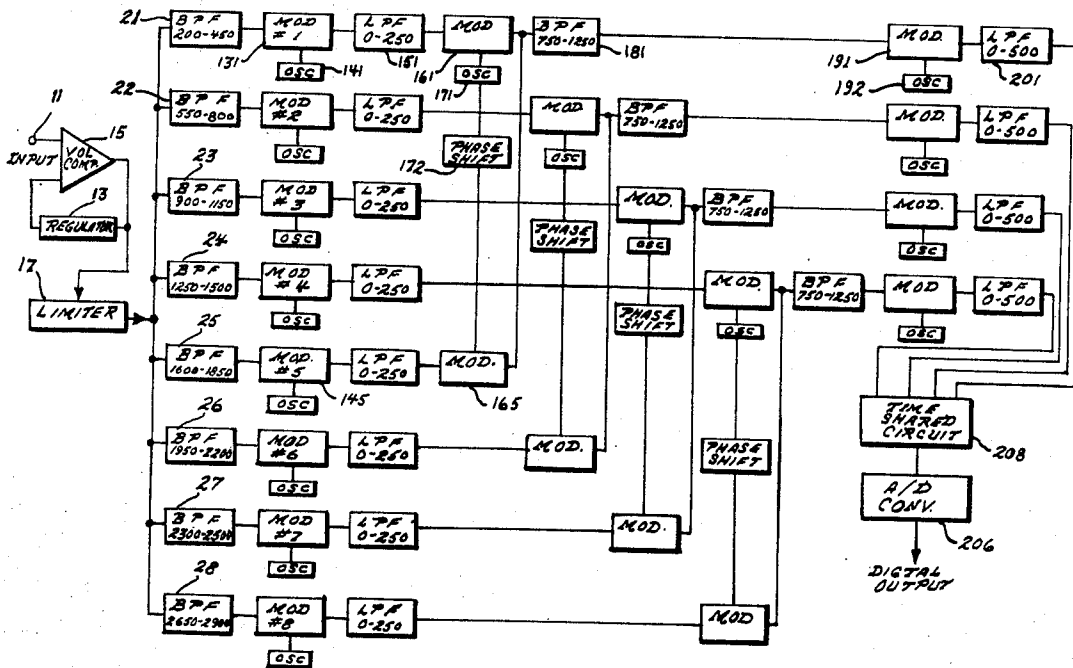 21
BPF
200-450
MOD
#1
131
OSC
141
LPF
0-250
151
MOD
161
OSC
171
BPF
750-1250
181
MOD.
191
OSC
192
LPF
0-500
201
22
BPF
550-800
MOD
#2
OSC
LPF
0-250
MOD
OSC
BPF
750-1250
MOD.
OSC
LPF
0-500
PHASE
SHIFT
172
11
INPUT
VOL
COMP.
15
13
REGULATOR
23
BPF
900-1150
MOD
#3
OSC
LPF
0-250
PHASE
SHIFT
MOD.
OSC
BPF
750-1250
MOD.
OSC
LPF
0-500
17
LIMITER
24
BPF
1250-1500
MOD
#4
OSC
LPF
0-250
PHASE
SHIFT
MOD.
OSC
BPF
750-1250
MOD
OSC
LPF
0-500
25
BPF
1600-1850
MOD.
#5
OSC
145
LPF
0-250
MOD.
165
26
BPF
1950-2200
MOD
#6
OSC
LPF
0-250
MOD.
PHASE
SHIFT
TIME
SHARED
CIRCUIT
208
27
BPF
2300-2500
MOD
#7
OSC
LPF
0-250
MOD.
A/D
CONV.
206
DIGTAL
OUTPUT
28
BPF
2650-2900
MOD
#8
OSC
LPF
0-250
MOD